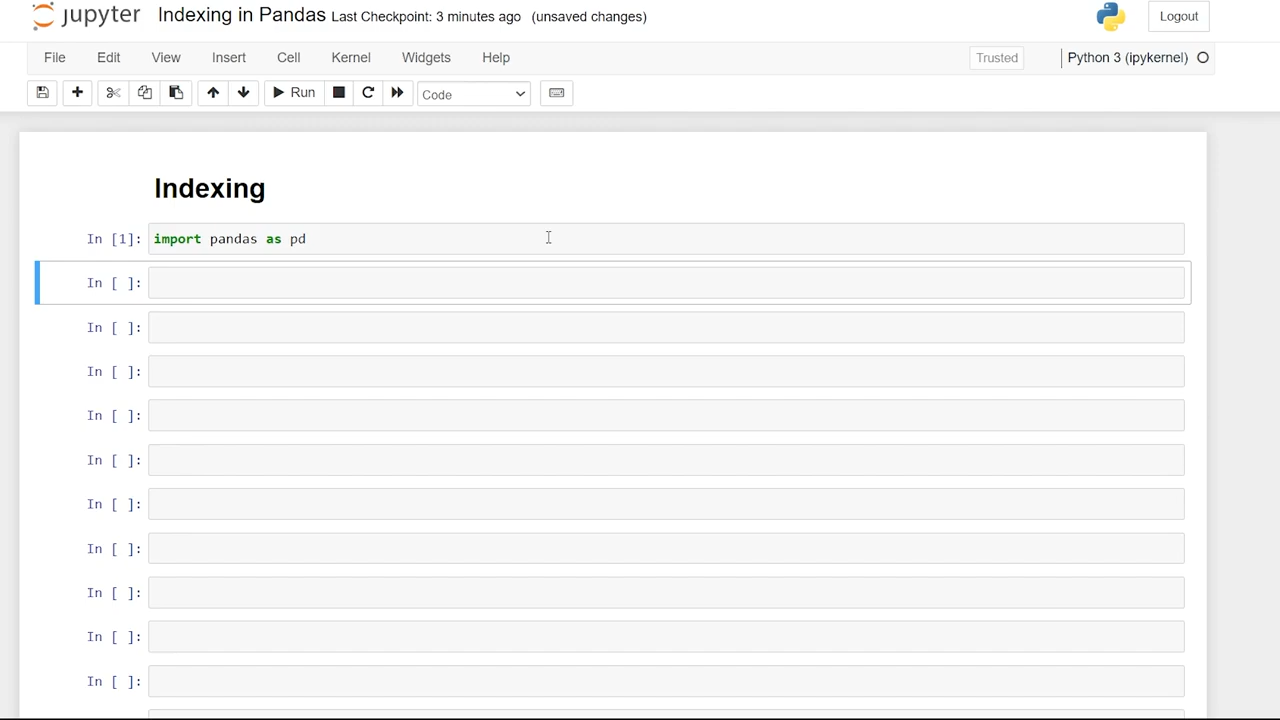 jupyter Indexing in Pandas Last Checkpoint: 3 minutes ago (unsaved changes) Logout
File Edit View Insert Cell Kernel Widgets Help Trusted Python 3 (ipykernel)
Run Code
Indexing
In [1]: import pandas as pd
In [ ]:
In [ ]:
In [ ]:
In [ ]:
In [ ]:
In [ ]:
In [ ]:
In [ ]:
In [ ]:
In [ ]: